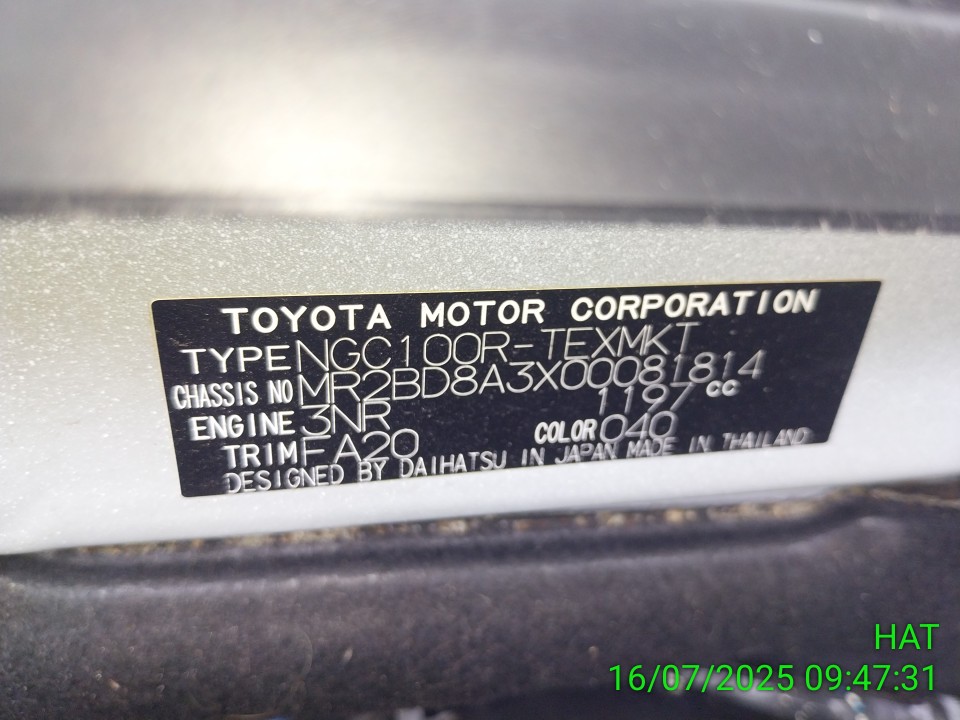 TOYOTA MOTOR CORPORATION
TYPE NGC100R-TEXMKT
CHASSIS NO MR2BD8A3X00081814
ENGINE 3NR 1197 CC
TRIM FA20 COLOR 040
DESIGNED BY DAIHATSU IN JAPAN MADE IN THAILAND
HAT
16/07/2025 09:47:31